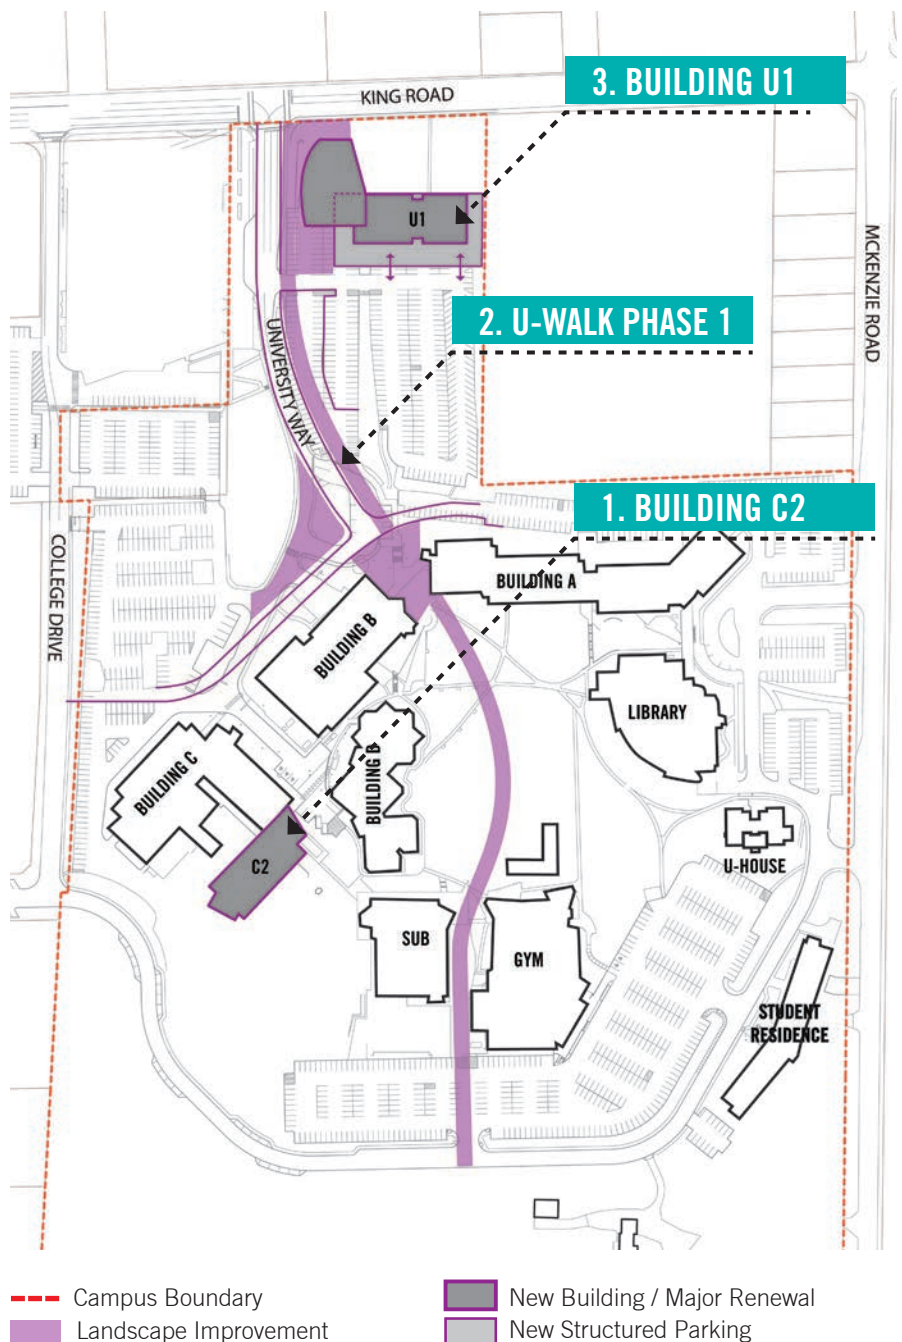 KING ROAD
3. BUILDING U1
U1
MCKENZIE ROAD
2. U-WALK PHASE 1
UNIVERSITY WAY
1. BUILDING C2
COLLEGE DRIVE
BUILDING A
BUILDING B
LIBRARY
BUILDING C
BUILDING B
C2
U-HOUSE
SUB
GYM
STUDENT
RESIDENCE
Campus Boundary
New Building / Major Renewal
Landscape Improvement
New Structured Parking